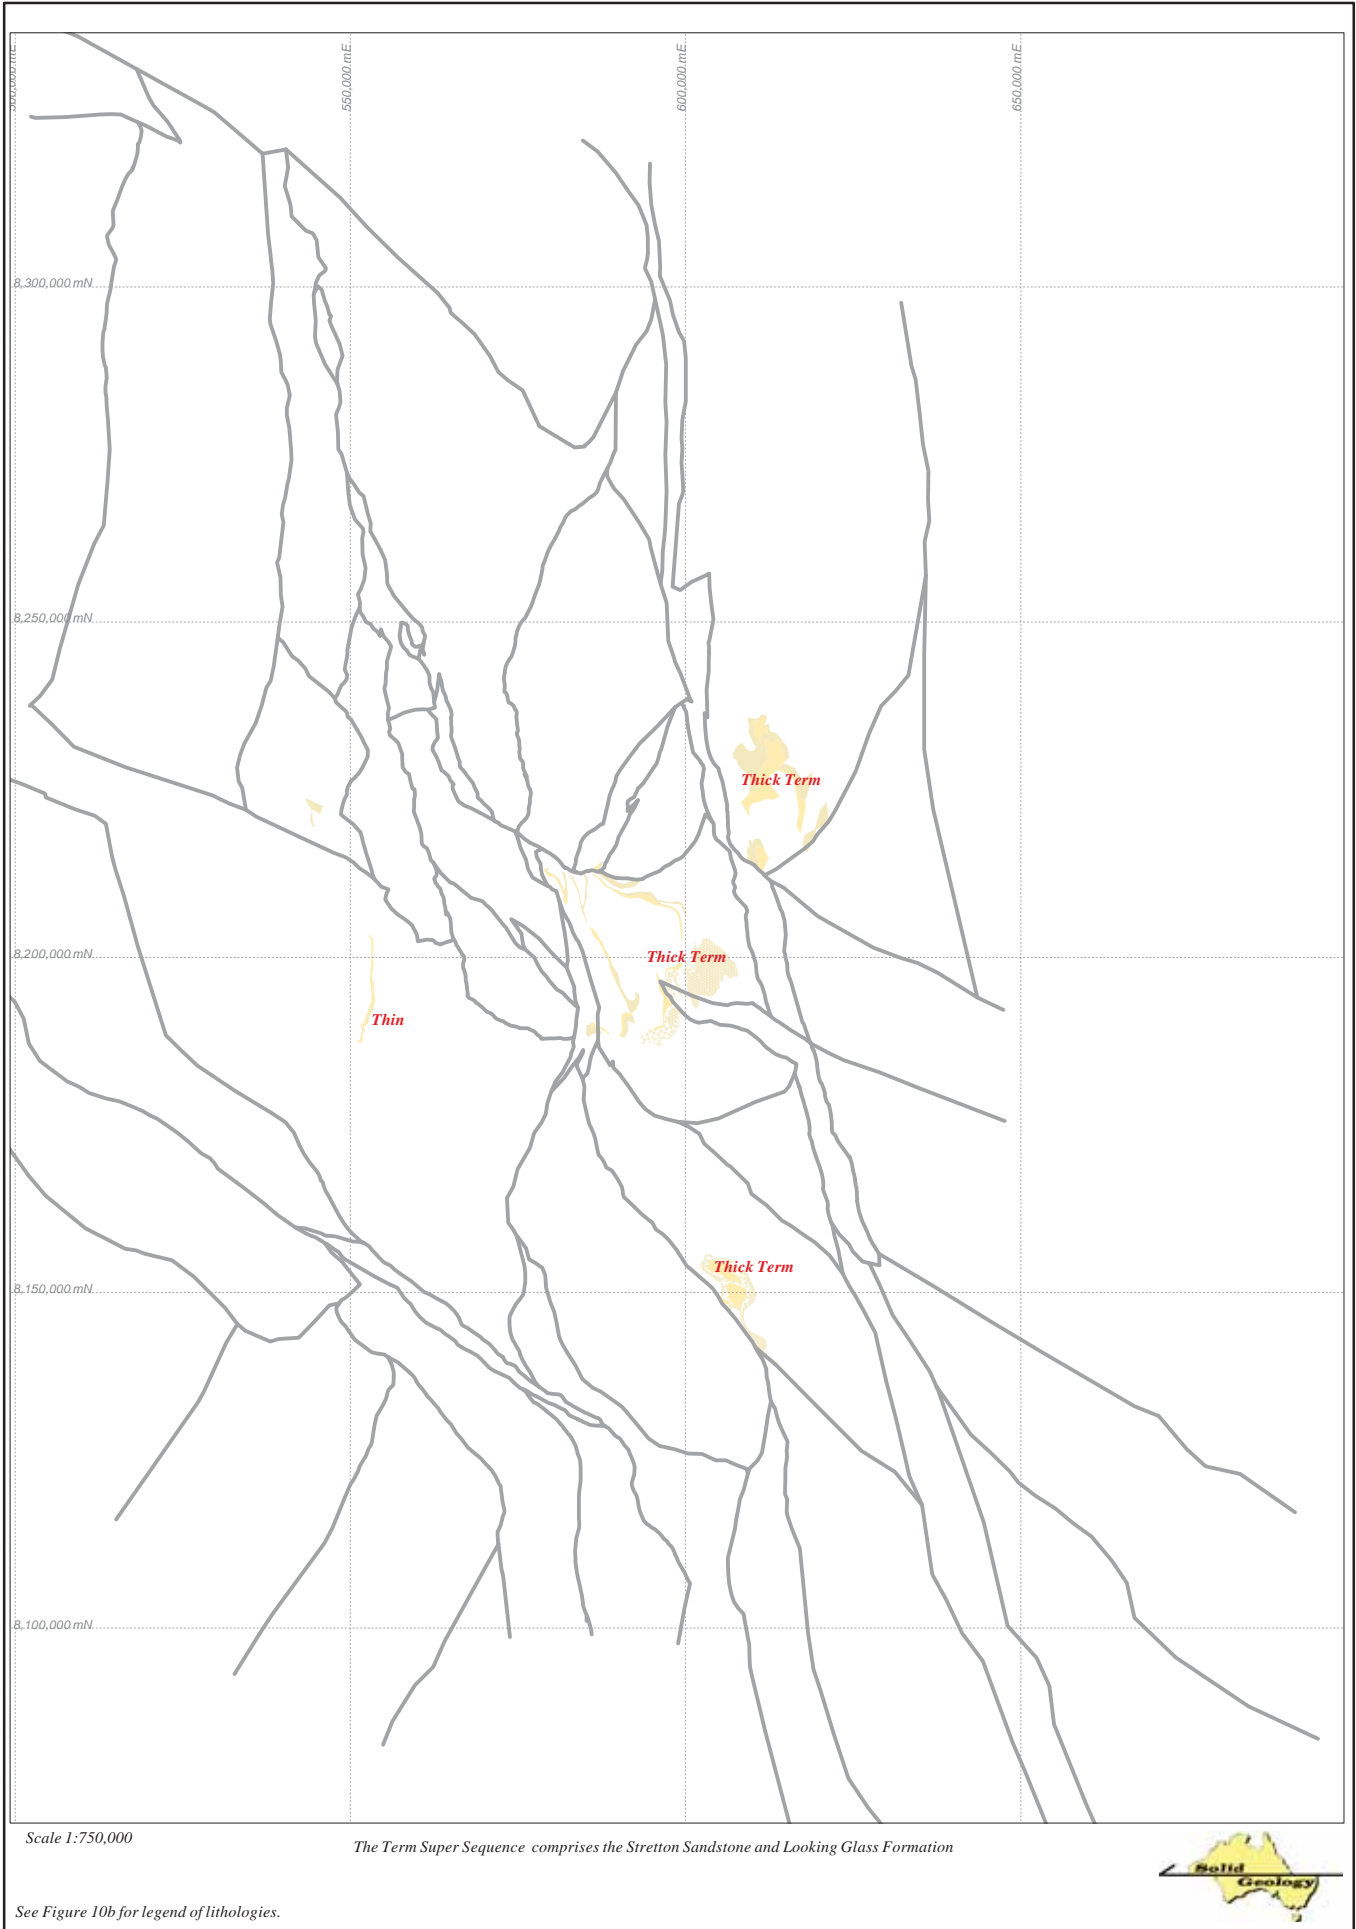 550,000 mE
600,000 mE
650,000 mE
8,300,000 mN
8,250,000 mN
Thick Term
8,200,000 mN
Thick Term
Thin
Thick Term
8,150,000 mN
8,100,000 mN
Scale 1:750,000
The Term Super Sequence comprises the Stretton Sandstone and Looking Glass Formation
Solid
Geology
See Figure 10b for legend of lithologies.